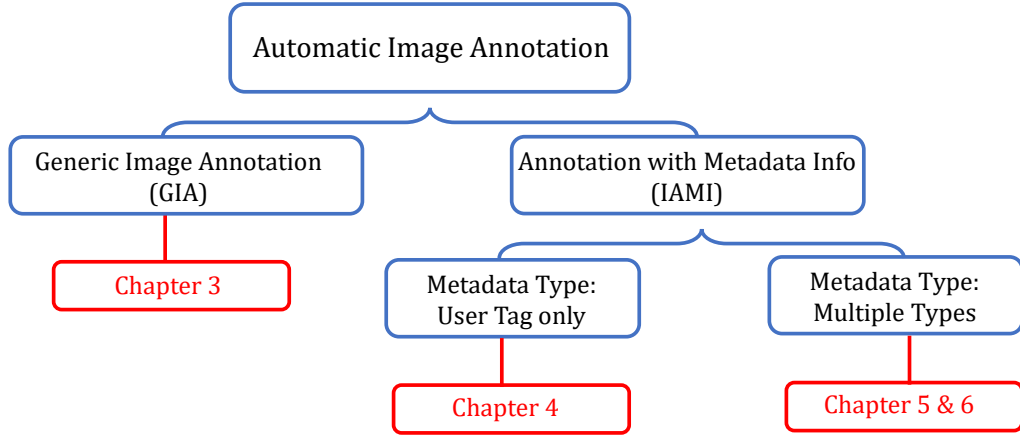 Automatic Image Annotation
Generic Image Annotation
(GIA)
Annotation with Metadata Info
(IAMI)
Chapter 3
Metadata Type:
User Tag only
Metadata Type:
Multiple Types
Chapter 4
Chapter 5 & 6